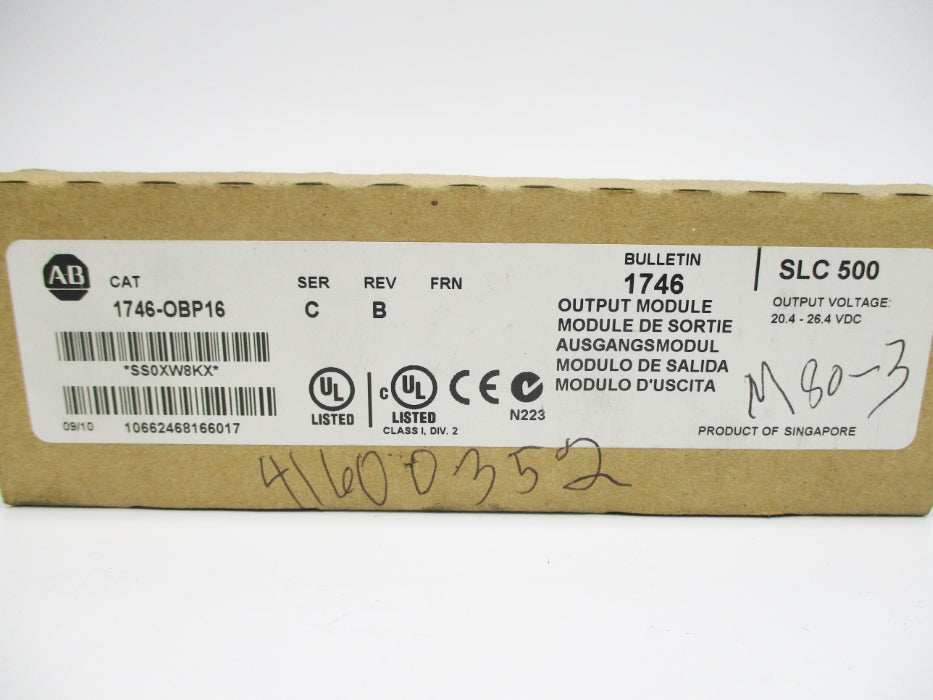 AB
CAT SER REV FRN
1746-OBP16 C B
*SS0XW8KX*
09/10 10662468166017
UL
LISTED
C UL
LISTED
CLASS I, DIV. 2
CE
N223
BULLETIN
1746
OUTPUT MODULE
MODULE DE SORTIE
AUSGANGSMODUL
MODULO DE SALIDA
MODULO D'USCITA
SLC 500
OUTPUT VOLTAGE:
20.4 - 26.4 VDC
M80-3
PRODUCT OF SINGAPORE
41600352